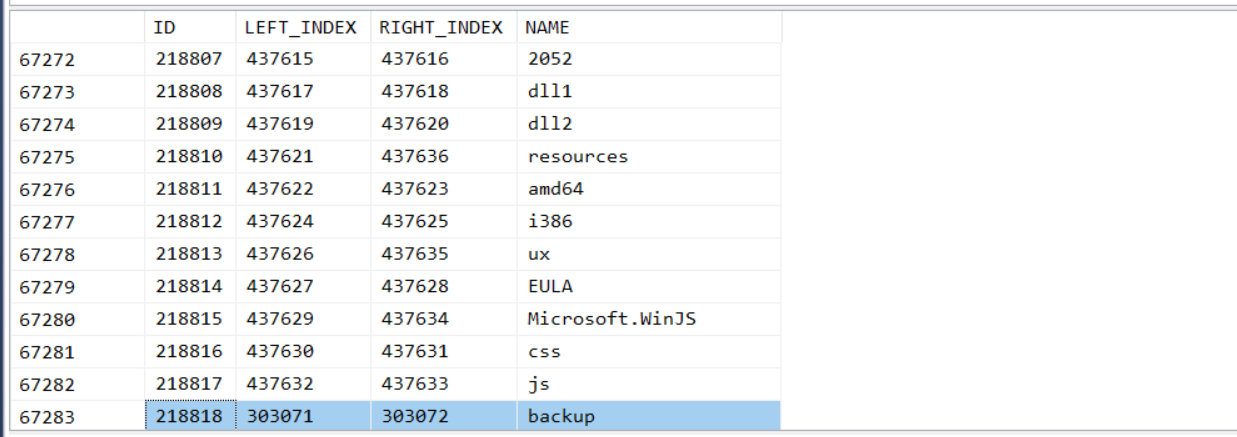 ID LEFT_INDEX RIGHT_INDEX NAME
67272 218807 437615 437616 2052
67273 218808 437617 437618 dll1
67274 218809 437619 437620 dll2
67275 218810 437621 437636 resources
67276 218811 437622 437623 amd64
67277 218812 437624 437625 i386
67278 218813 437626 437635 ux
67279 218814 437627 437628 EULA
67280 218815 437629 437634 Microsoft.WinJS
67281 218816 437630 437631 css
67282 218817 437632 437633 js
67283 218818 303071 303072 backup